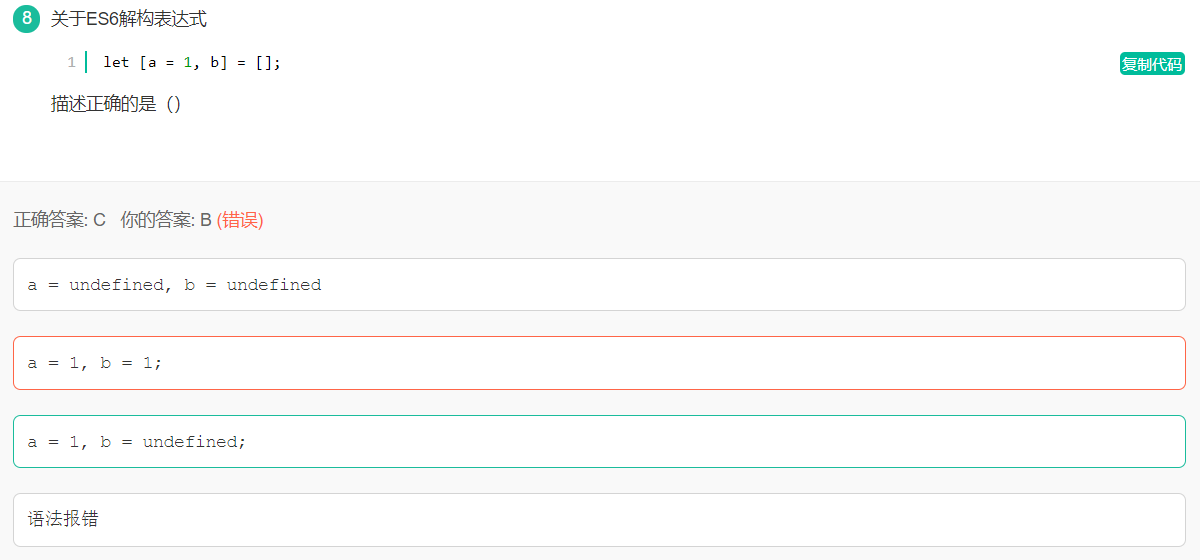 8 关于ES6解构表达式
1 let [a = 1, b] = [];
复制代码
描述正确的是（）
正确答案: C 你的答案: B (错误)
a = undefined, b = undefined
a = 1, b = 1;
a = 1, b = undefined;
语法报错